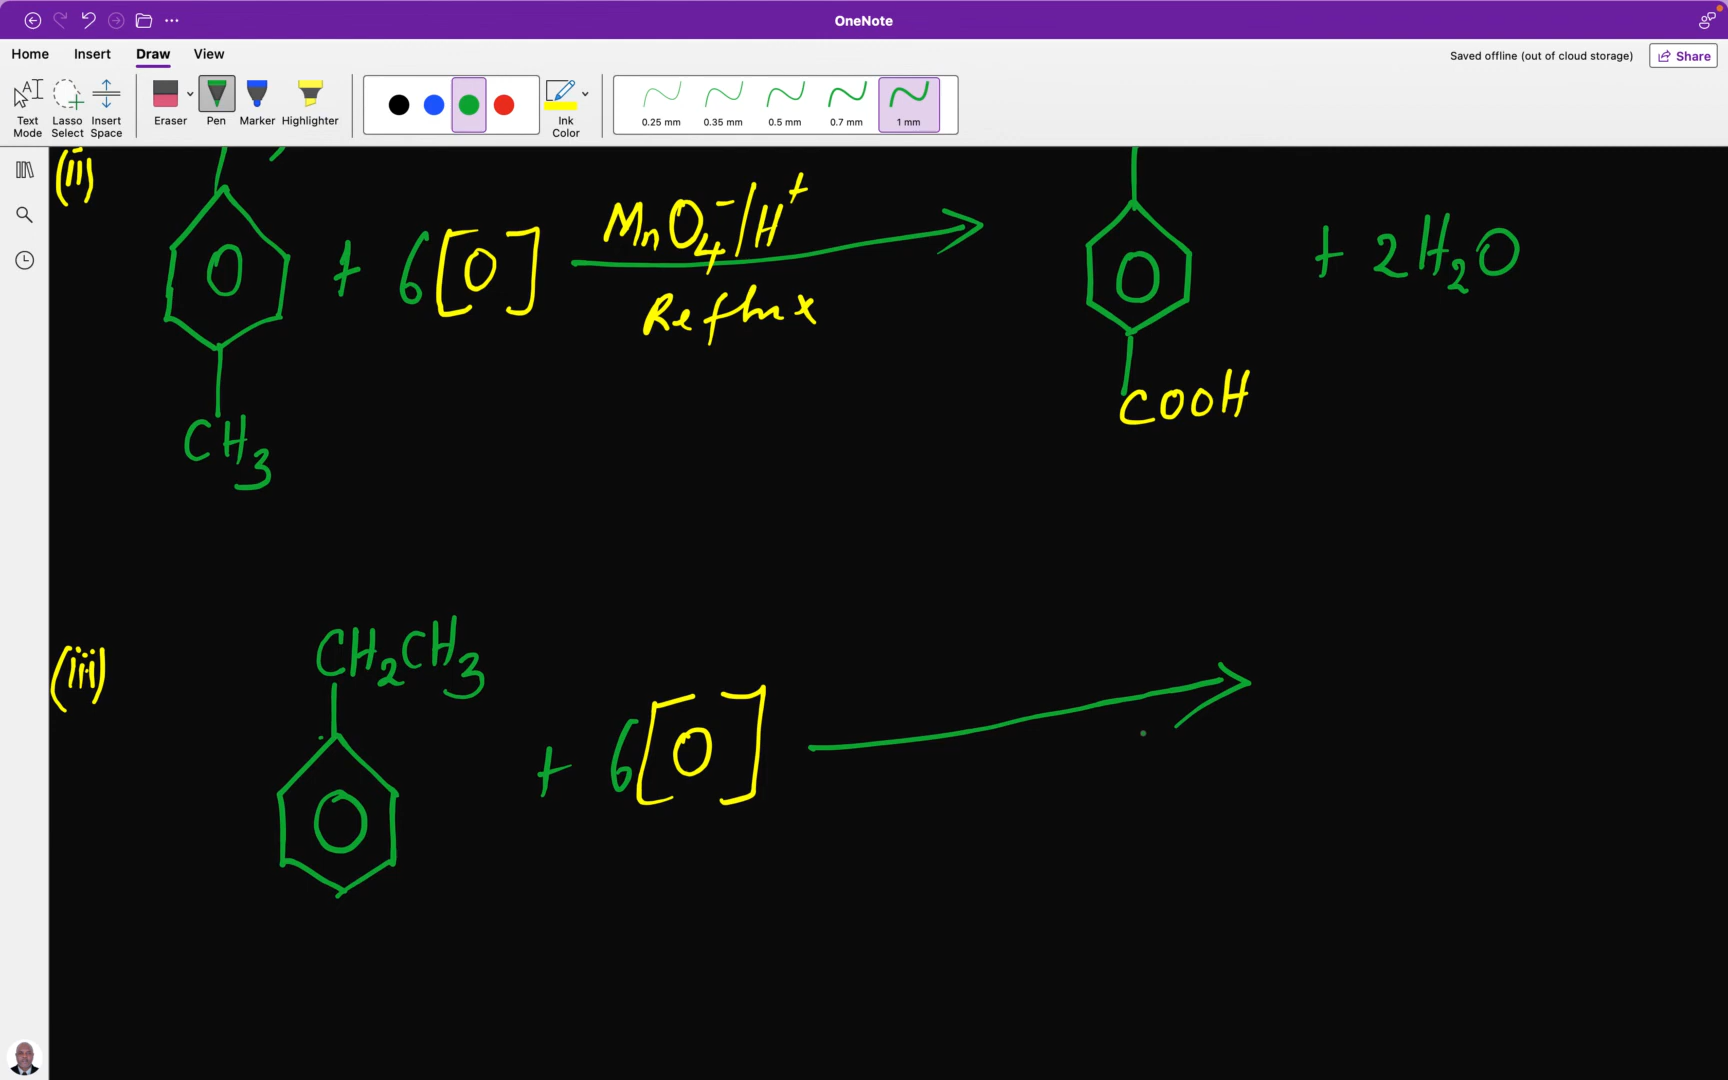 OneNote
Home Insert Draw View
Saved offline (out of cloud storage)
Share
Text Mode
Lasso Select
Insert Space
Eraser
Pen
Marker
Highlighter
Ink Color
0.25 mm
0.35 mm
0.5 mm
0.7 mm
1 mm
(ii)
+ 6[O] MnO₄⁻/H⁺ + 2H₂O
Reflux
COOH
CH₃
(iii)
CH₂CH₃
+ 6[O]